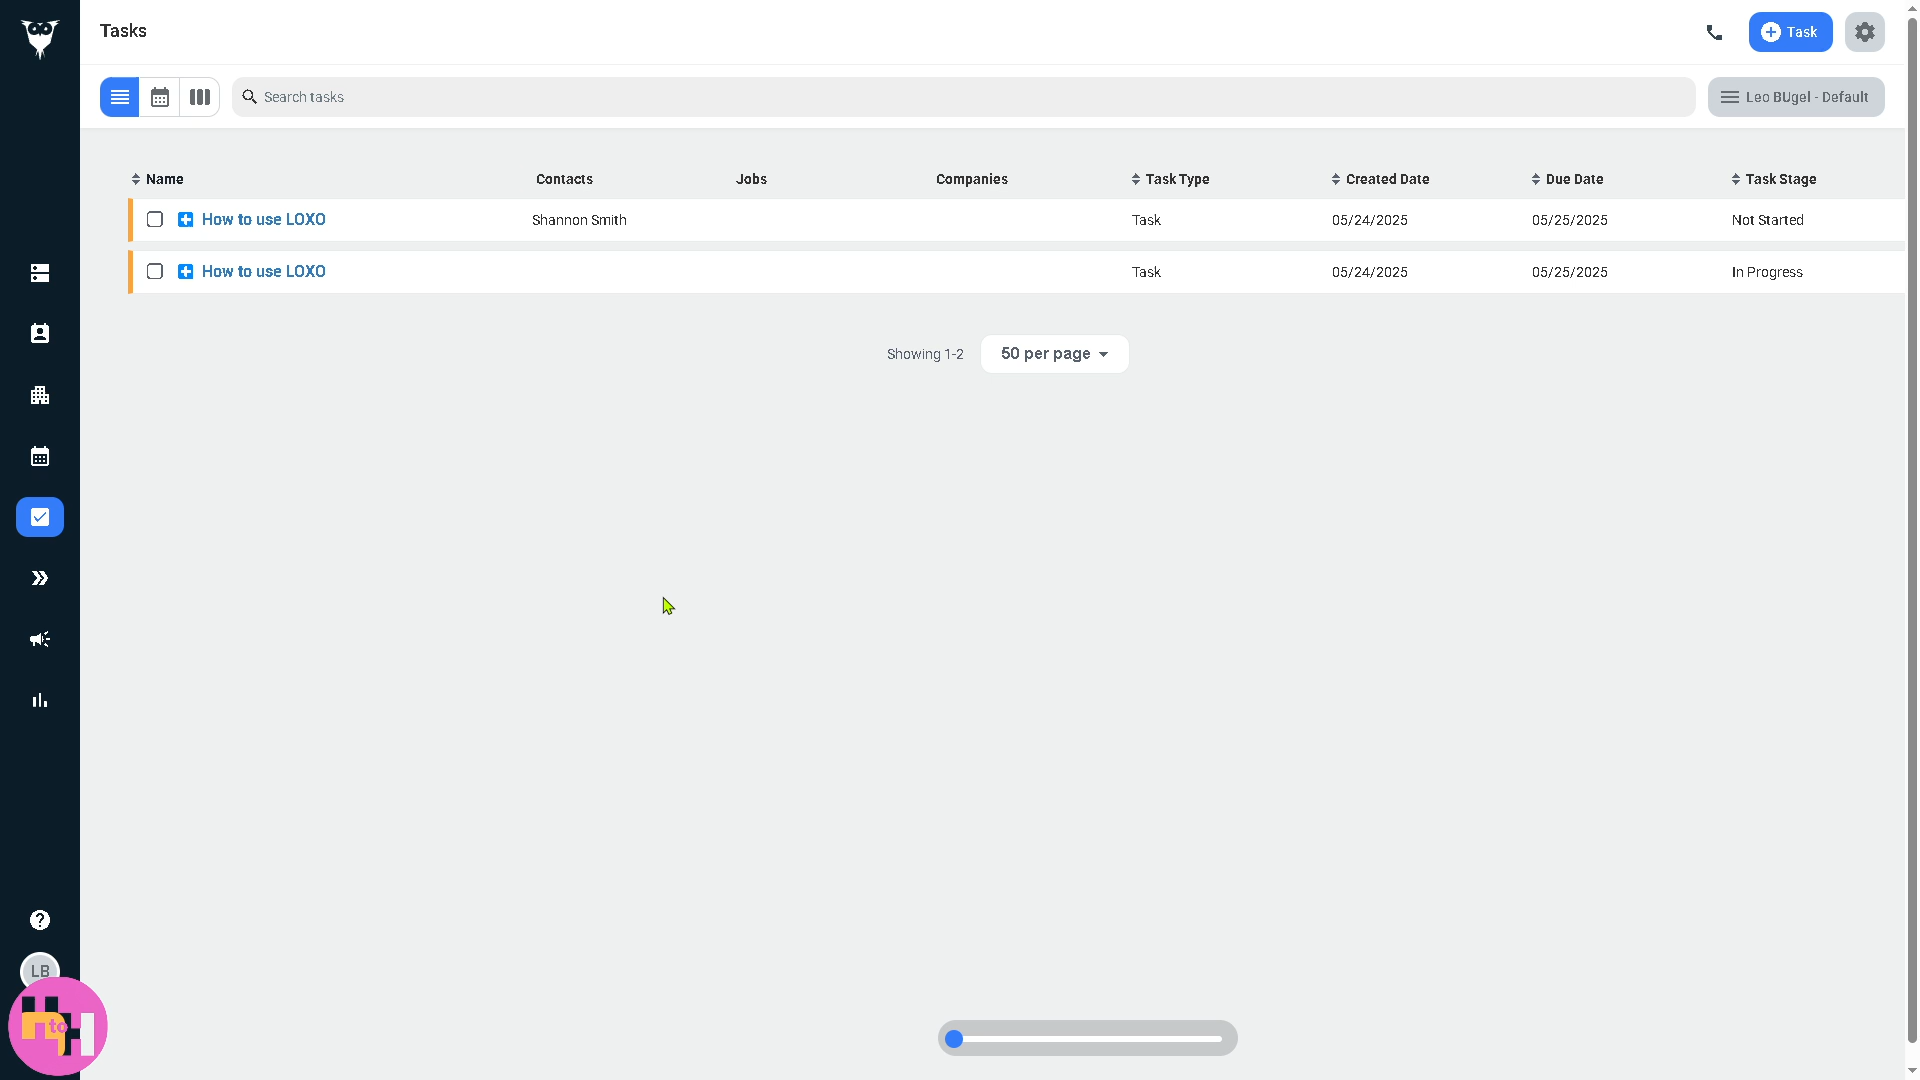 Tasks
Task
Search tasks
Leo BUgel - Default
Name Contacts Jobs Companies Task Type Created Date Due Date Task Stage
How to use LOXO Shannon Smith Task 05/24/2025 05/25/2025 Not Started
How to use LOXO Task 05/24/2025 05/25/2025 In Progress
Showing 1-2 50 per page
LB
H to H